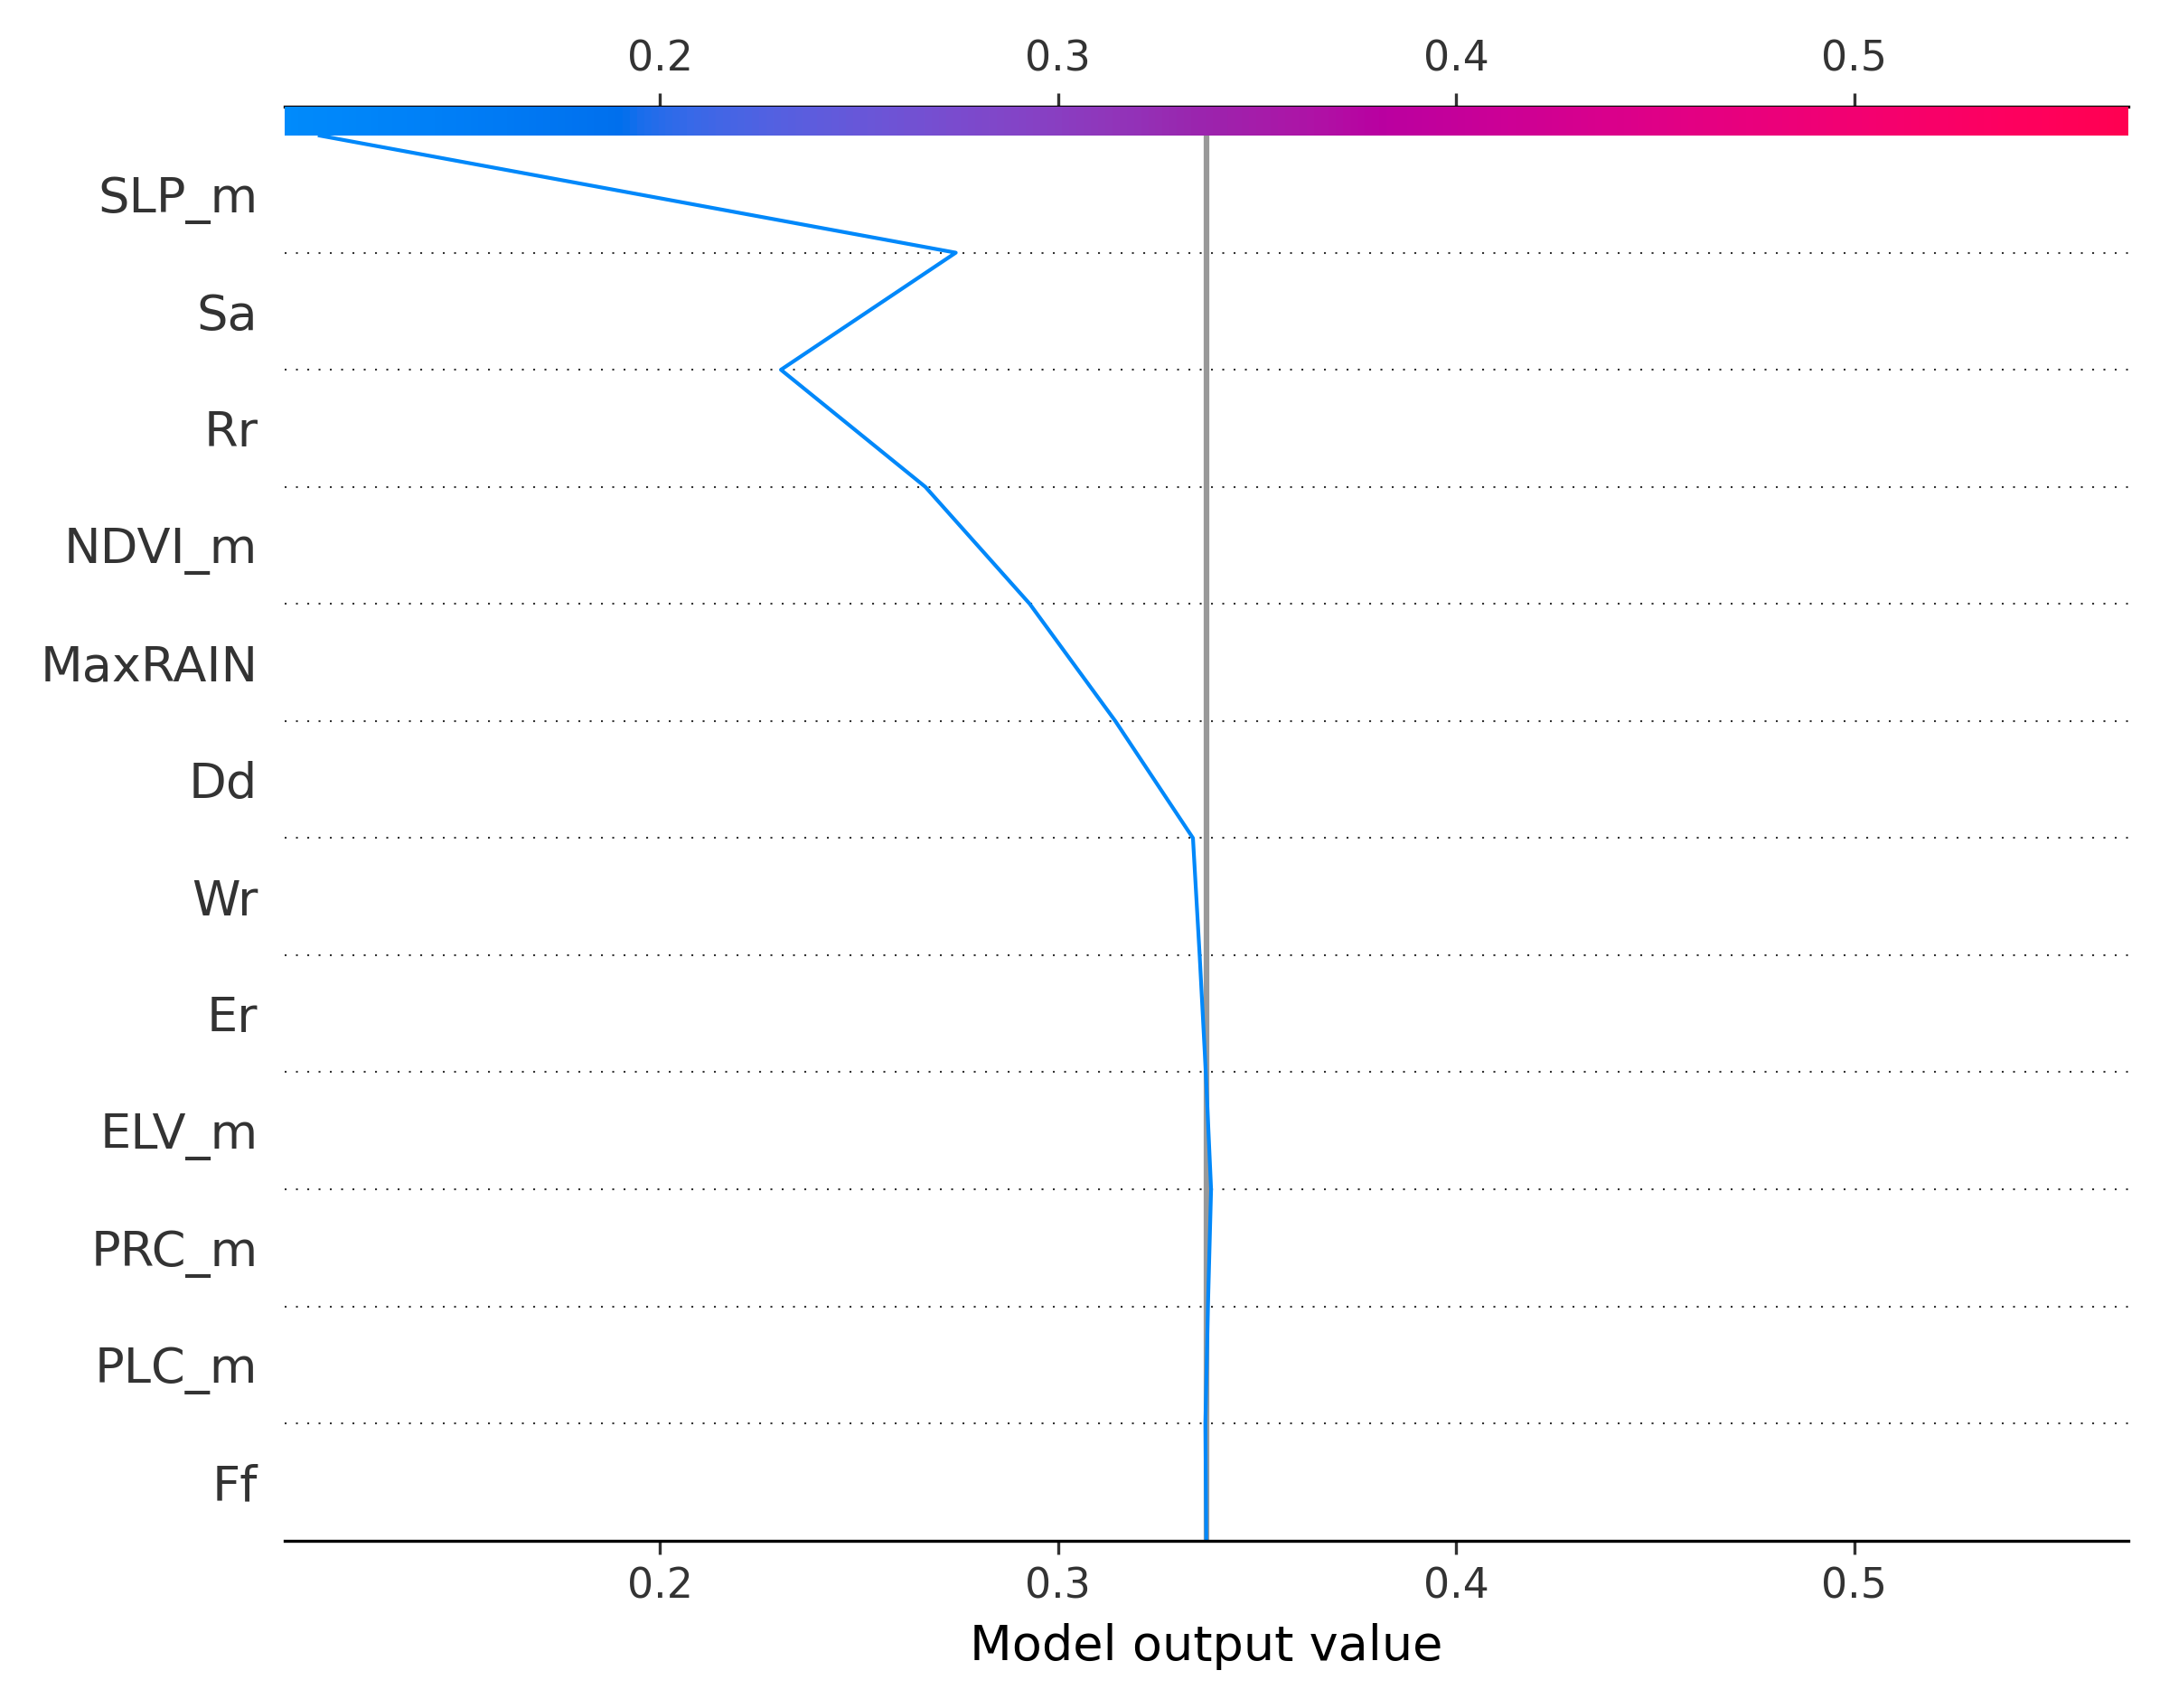 0.2 0.3 0.4 0.5
SLP_m
Sa
Rr
NDVI_m
MaxRAIN
Dd
Wr
Er
ELV_m
PRC_m
PLC_m
Ff
0.2 0.3 0.4 0.5
Model output value